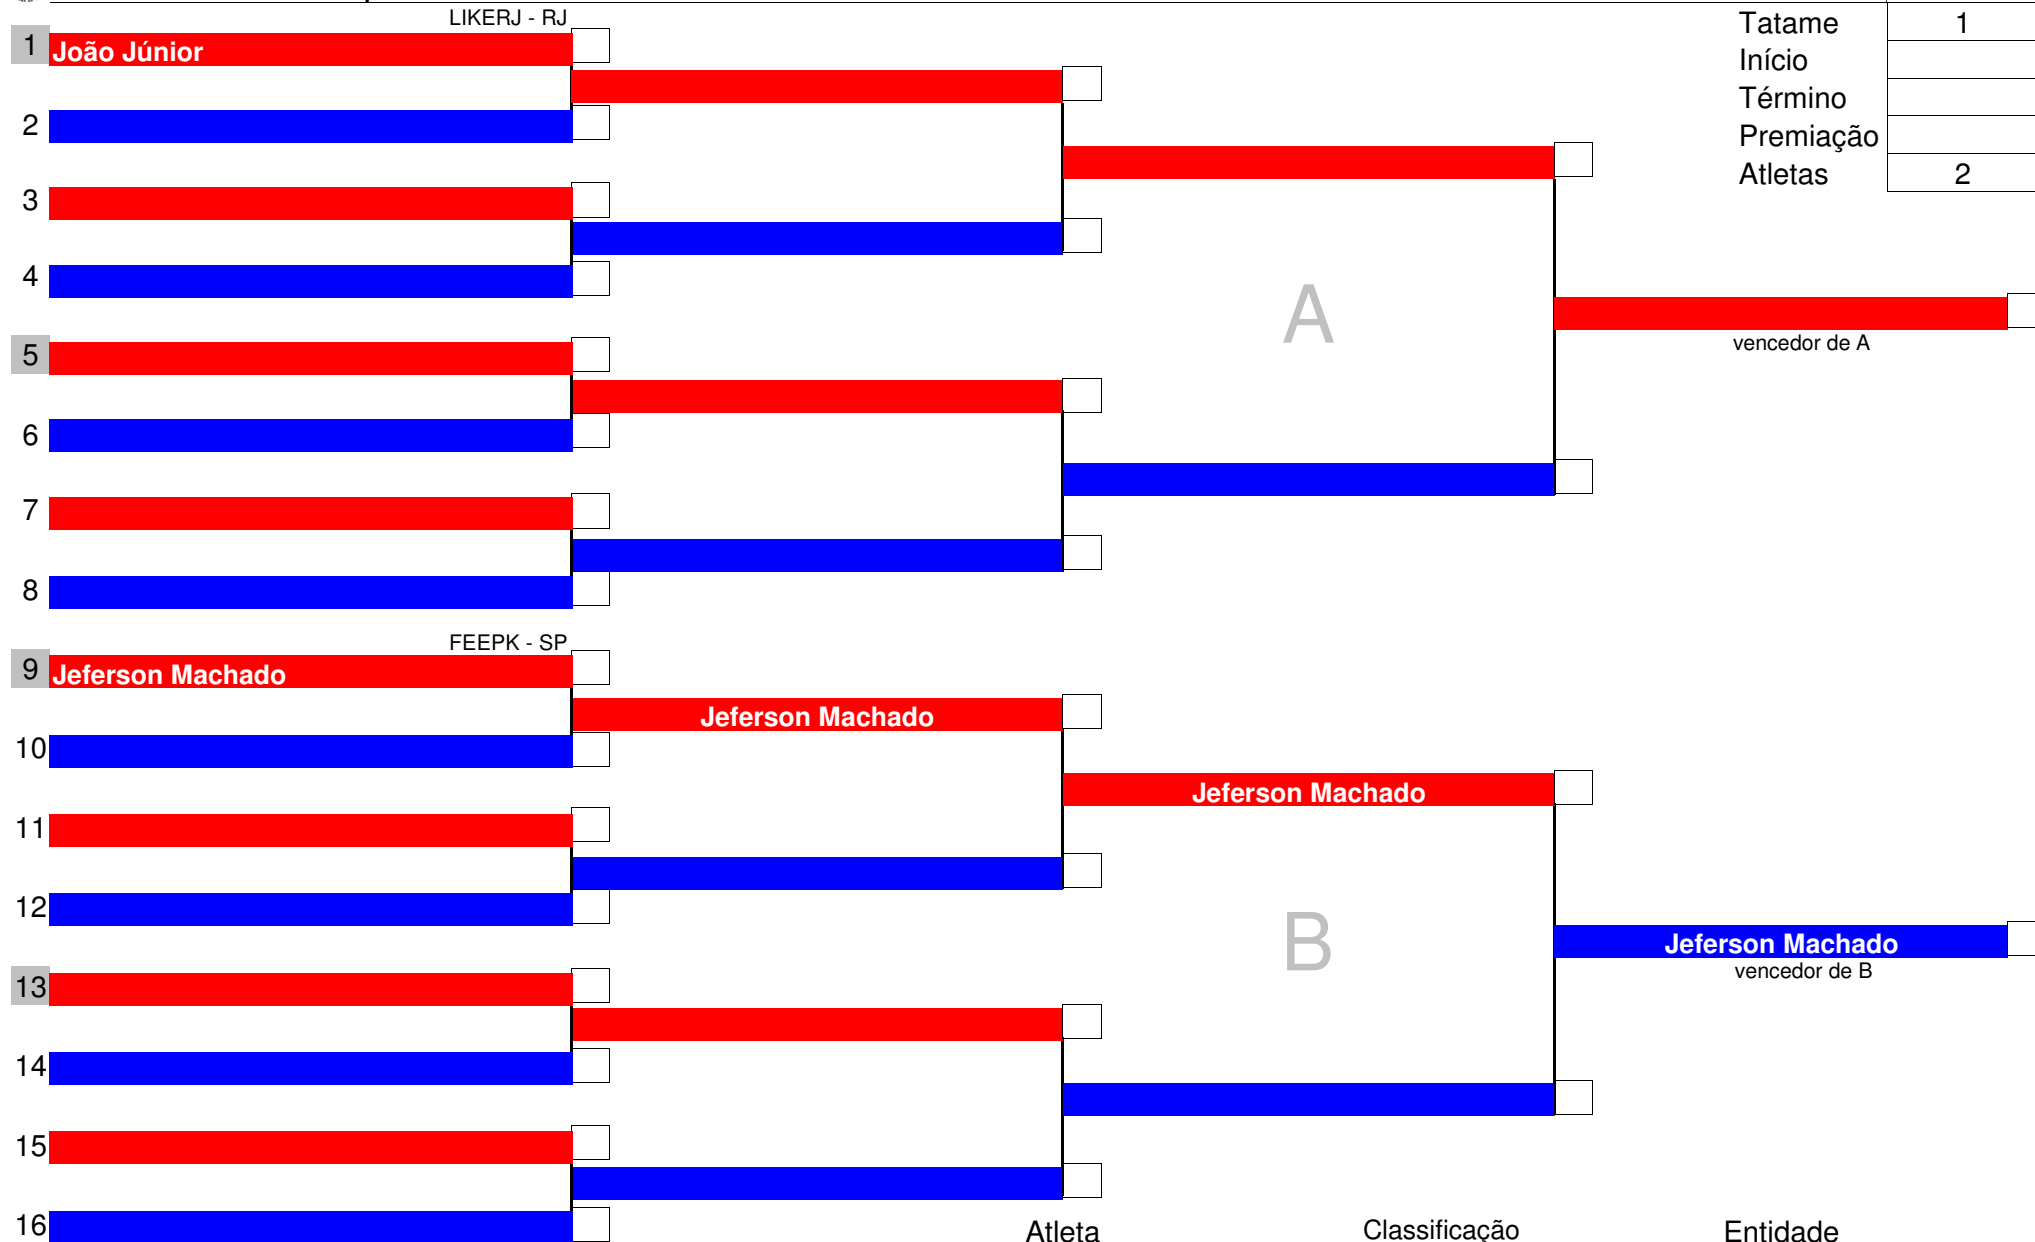 LIKERJ - RJ
Tatame 1
1 João Júnior
Início
Término
2
Premiação
Atletas 2
3
4
A
5
vencedor de A
6
7
8
FEEPK - SP
9 Jeferson Machado
Jeferson Machado
10
Jeferson Machado
11
12
B
Jeferson Machado
vencedor de B
13
14
15
16
Atleta Classificação Entidade